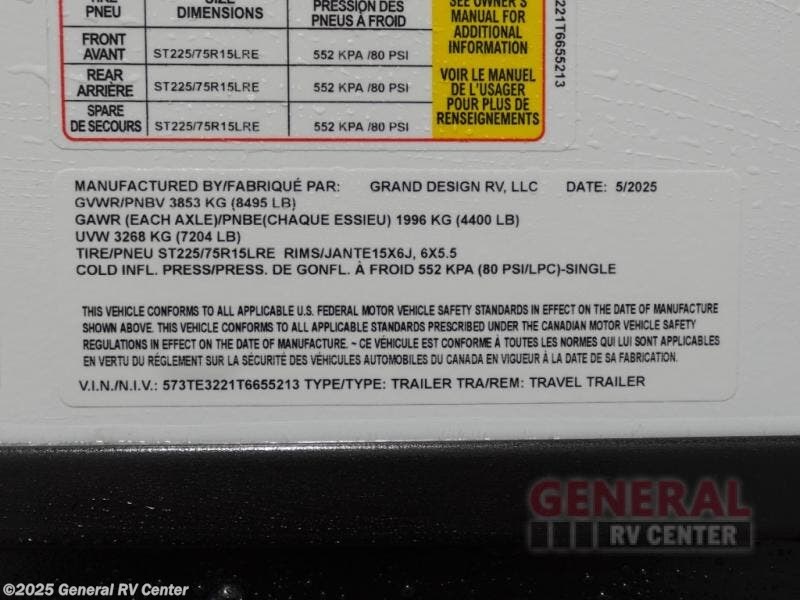 PNEU DIMENSIONS PRESSION DES
PNEUS À FROID
SEE OWNER'S
MANUAL FOR
ADDITIONAL
INFORMATION
VOIR LE MANUEL
DE L'USAGER
POUR PLUS DE
RENSEIGNEMENTS
FRONT
AVANT ST225/75R15LRE 552 KPA /80 PSI
REAR
ARRIÈRE ST225/75R15LRE 552 KPA /80 PSI
SPARE
DE SECOURS ST225/75R15LRE 552 KPA /80 PSI
3221T6655213
MANUFACTURED BY/FABRIQUÉ PAR: GRAND DESIGN RV, LLC DATE: 5/2025
GVWR/PNBV 3853 KG (8495 LB)
GAWR (EACH AXLE)/PNBE(CHAQUE ESSIEU) 1996 KG (4400 LB)
UVW 3268 KG (7204 LB)
TIRE/PNEU ST225/75R15LRE RIMS/JANTE15X6J, 6X5.5
COLD INFL. PRESS/PRESS. DE GONFL. À FROID 552 KPA (80 PSI/LPC)-SINGLE
THIS VEHICLE CONFORMS TO ALL APPLICABLE U.S. FEDERAL MOTOR VEHICLE SAFETY STANDARDS IN EFFECT ON THE DATE OF MANUFACTURE
SHOWN ABOVE. THIS VEHICLE CONFORMS TO ALL APPLICABLE STANDARDS PRESCRIBED UNDER THE CANADIAN MOTOR VEHICLE SAFETY
REGULATIONS IN EFFECT ON THE DATE OF MANUFACTURE. ~ CE VÉHICULE EST CONFORME À TOUTES LES NORMES QUI LUI SONT APPLICABLES
EN VERTU DU RÉGLEMENT SUR LA SÉCURITÉ DES VÉHICULES AUTOMOBILES DU CANADA EN VIGUEUR À LA DATE DE SA FABRICATION.
V.I.N./N.I.V.: 573TE3221T6655213 TYPE/TYPE: TRAILER TRA/REM: TRAVEL TRAILER
GENERAL
RV CENTER
©2025 General RV Center